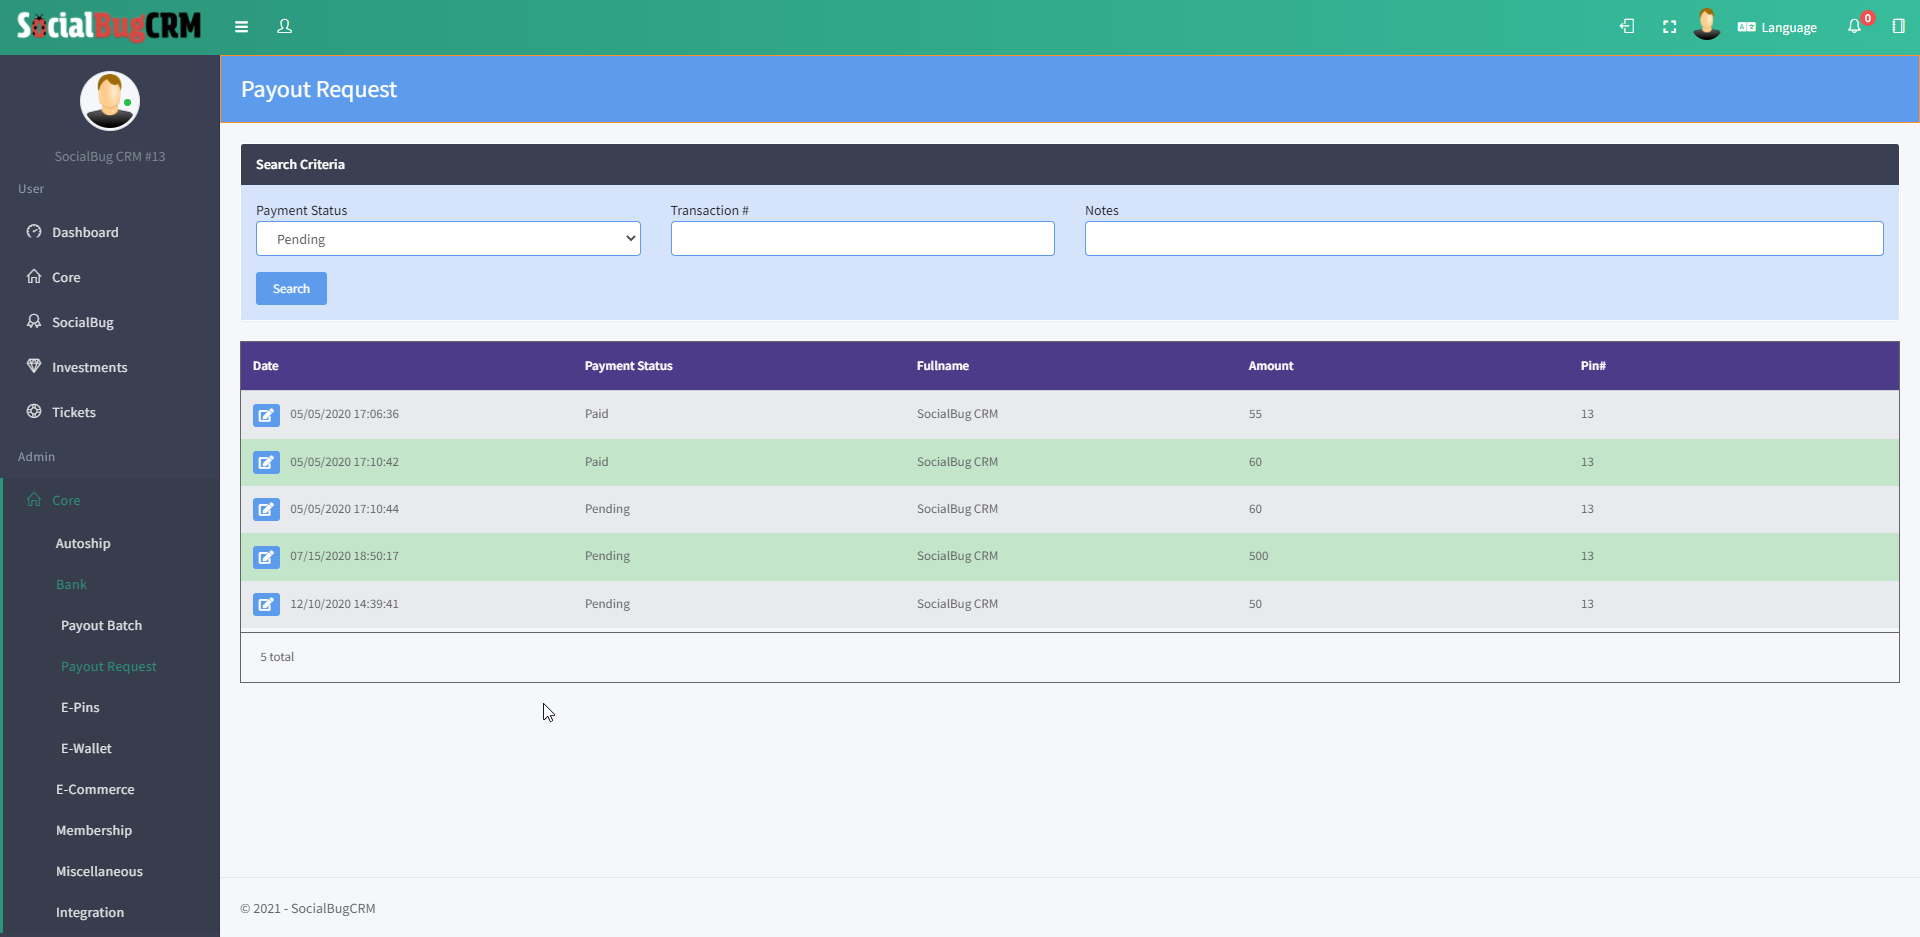 SocialBugCRM
Language
0
SocialBug CRM #13
User
Dashboard
Core
SocialBug
Investments
Tickets
Admin
Core
Autoship
Bank
Payout Batch
Payout Request
E-Pins
E-Wallet
E-Commerce
Membership
Miscellaneous
Integration
Payout Request
Search Criteria
Payment Status Transaction # Notes
Pending
Search
Date Payment Status Fullname Amount Pin#
05/05/2020 17:06:36 Paid SocialBug CRM 55 13
05/05/2020 17:10:42 Paid SocialBug CRM 60 13
05/05/2020 17:10:44 Pending SocialBug CRM 60 13
07/15/2020 18:50:17 Pending SocialBug CRM 500 13
12/10/2020 14:39:41 Pending SocialBug CRM 50 13
5 total
© 2021 - SocialBugCRM